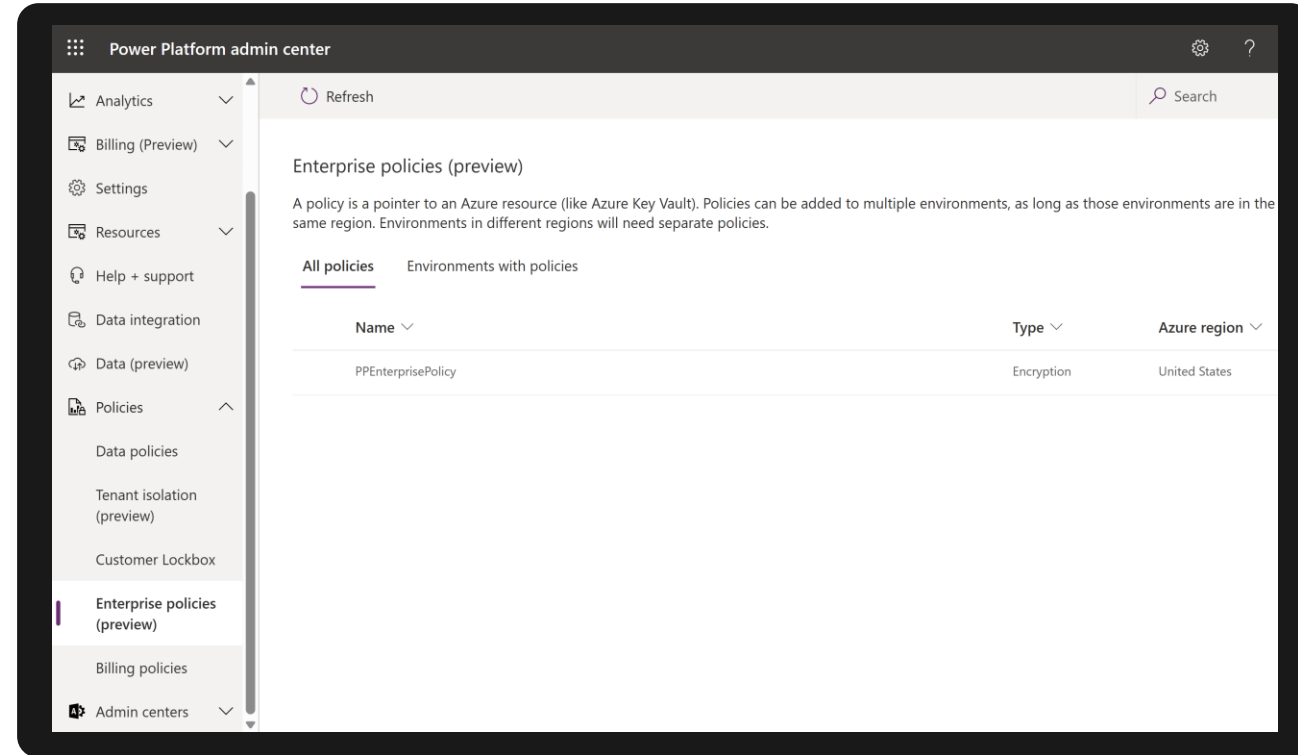 Power Platform admin center
?
Analytics
Billing (Preview)
Settings
Resources
Help + support
Data integration
Data (preview)
Policies
Data policies
Tenant isolation
(preview)
Customer Lockbox
Enterprise policies
(preview)
Billing policies
Admin centers
Refresh
Search
Enterprise policies (preview)
A policy is a pointer to an Azure resource (like Azure Key Vault). Policies can be added to multiple environments, as long as those environments are in the
same region. Environments in different regions will need separate policies.
All policies Environments with policies
Name Type Azure region
PPEnterprisePolicy Encryption United States